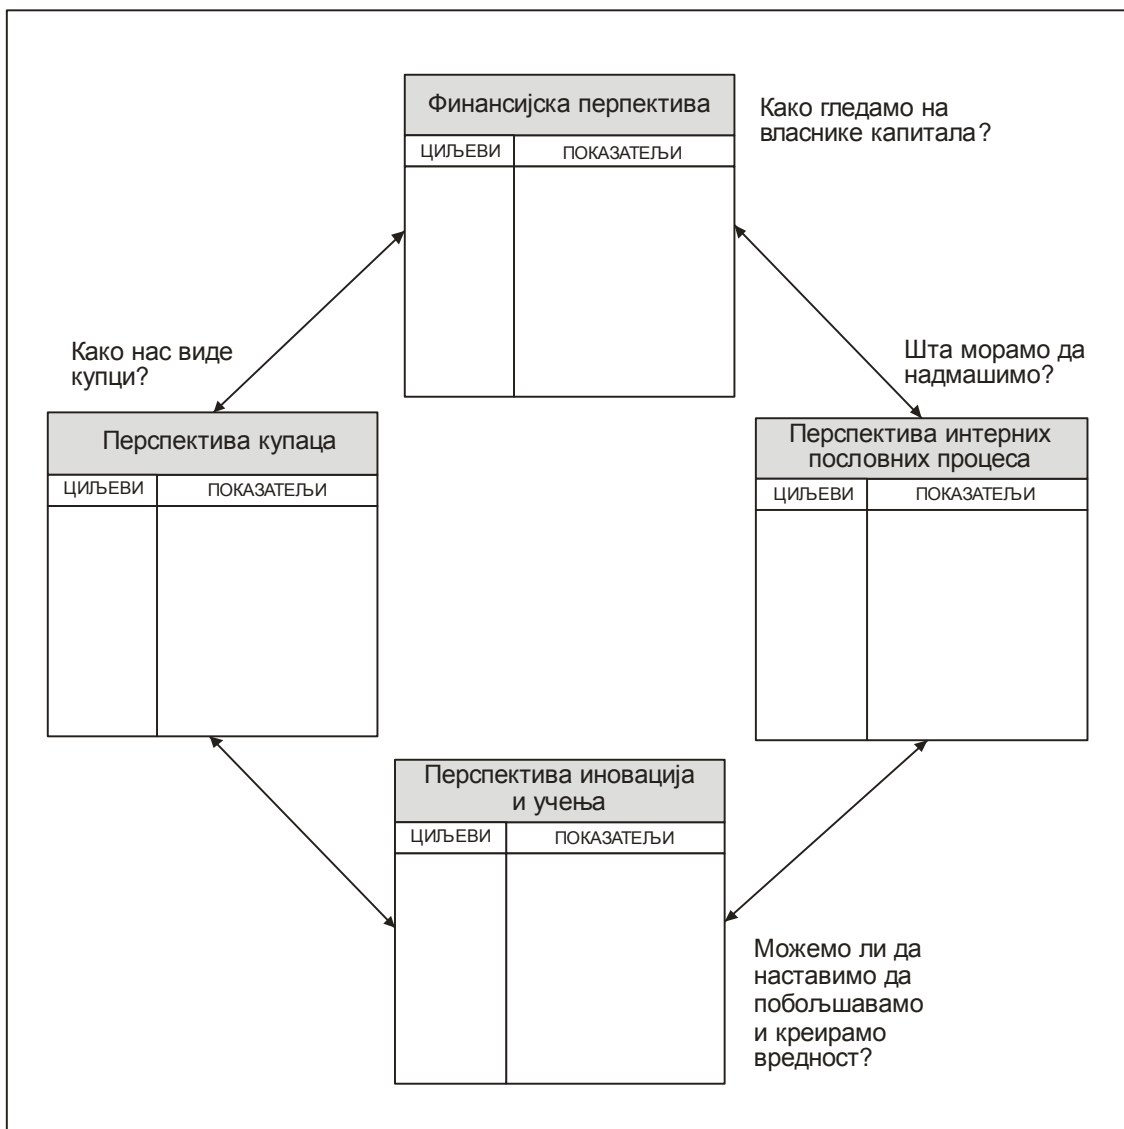 Финансијска перпектива
Како гледамо на
власнике капитала?
ЦИЉЕВИ ПОКАЗАТЕЉИ
Како нас виде
купци?
Шта морамо да
надмашимо?
Перспектива купаца
ЦИЉЕВИ ПОКАЗАТЕЉИ
Перспектива интерних
пословних процеса
ЦИЉЕВИ ПОКАЗАТЕЉИ
Перспектива иновација
и учења
ЦИЉЕВИ ПОКАЗАТЕЉИ
Можемо ли да
наставимо да
побољшавамо
и креирамо
вредност?